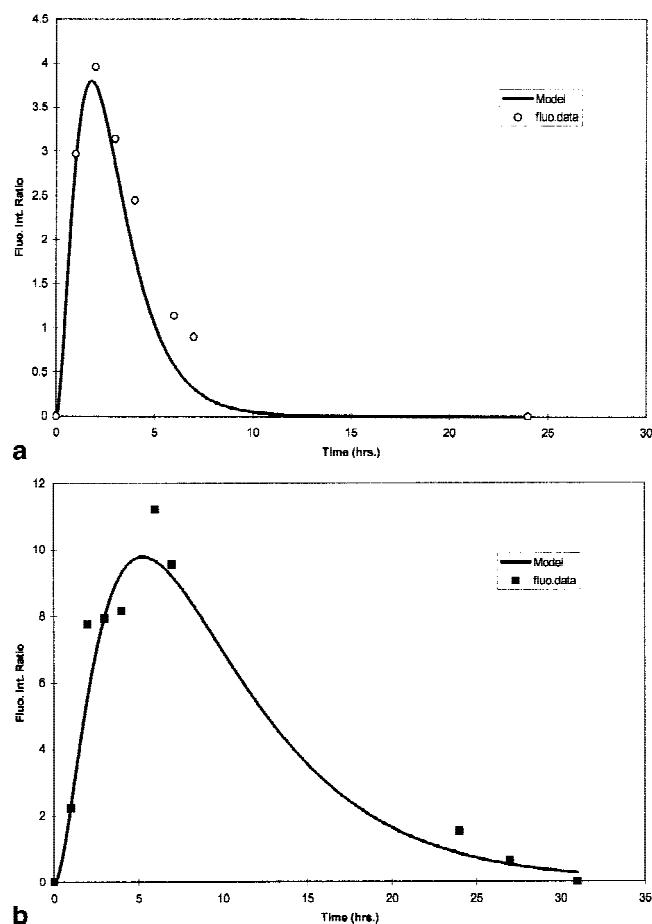 4.5
4
3.5
3
2.5
2
1.5
1
0.5
0
Fluo. Int. Ratio
Model
fluo.data
0 5 10 15 20 25 30
Time (hrs.)
a
12
10
8
6
4
2
0
Fluo. Int. Ratio
Model
fluo.data
0 5 10 15 20 25 30 35
Time (hrs.)
b